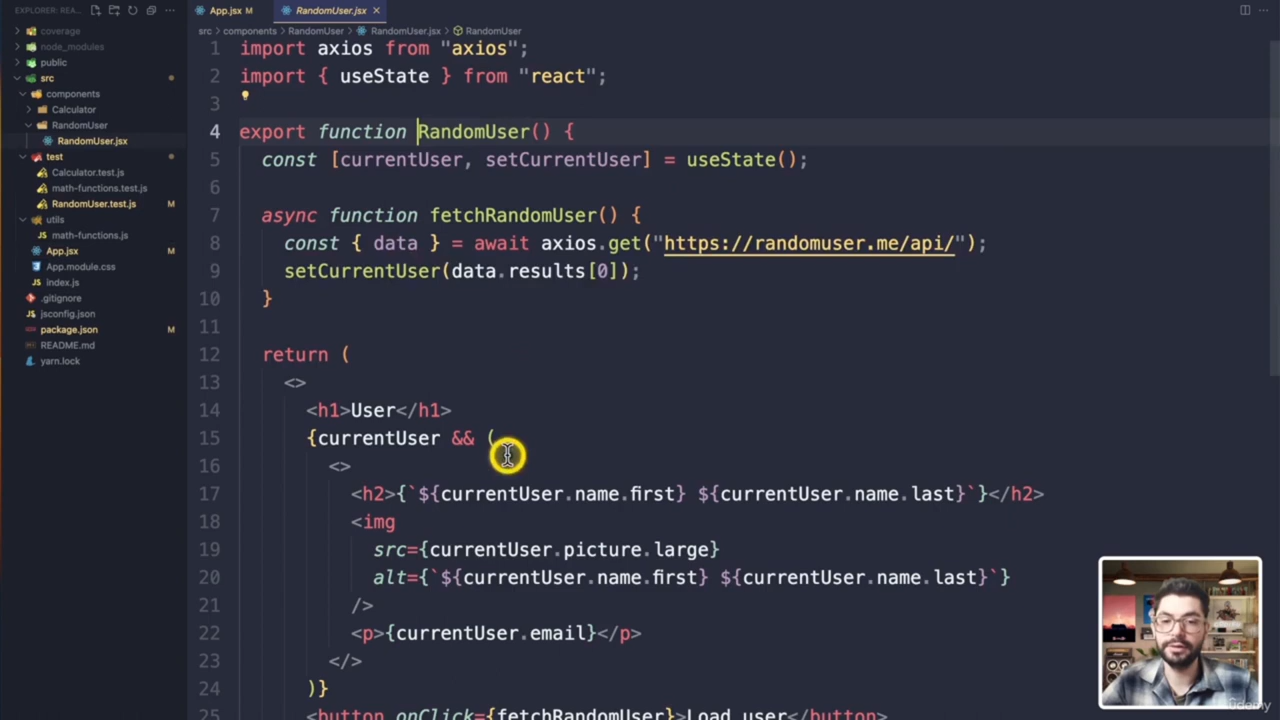 EXPLORER: REA...
coverage
node_modules
public
src
components
Calculator
RandomUser
RandomUser.jsx
test
Calculator.test.js
math-functions.test.js
RandomUser.test.js M
utils
math-functions.js
App.jsx M
App.module.css
index.js
.gitignore
jsconfig.json
package.json M
README.md
yarn.lock
App.jsx M
RandomUser.jsx ×
src > components > RandomUser > RandomUser.jsx > RandomUser
1 import axios from "axios";
2 import { useState } from "react";
3
4 export function RandomUser() {
5 const [currentUser, setCurrentUser] = useState();
6
7 async function fetchRandomUser() {
8 const { data } = await axios.get("https://randomuser.me/api/");
9 setCurrentUser(data.results[0]);
10 }
11
12 return (
13 <>
14 <h1>User</h1>
15 {currentUser && (
16 <>
17 <h2>{`${currentUser.name.first} ${currentUser.name.last}`}</h2>
18 <img
19 src={currentUser.picture.large}
20 alt={`${currentUser.name.first} ${currentUser.name.last}`}
21 />
22 <p>{currentUser.email}</p>
23 </>
24 )}
25 <button onClick={fetchRandomUser}>Load user</button>
Udemy